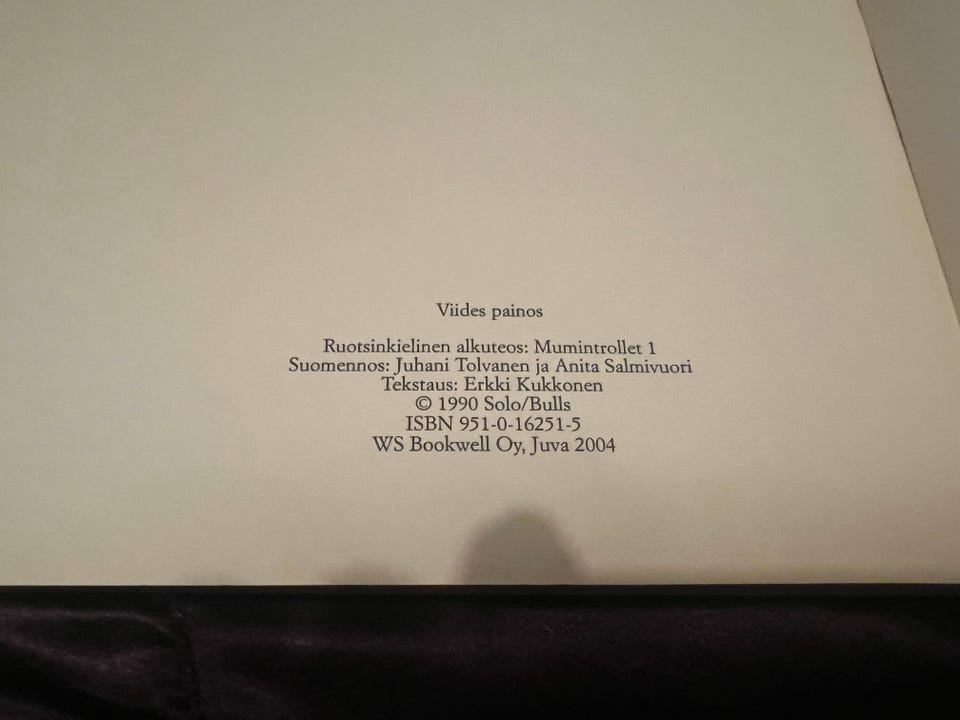 Viides painos
Ruotsinkielinen alkuteos: Mumintrollet 1
Suomennos: Juhani Tolvanen ja Anita Salmivuori
Tekstaus: Erkki Kukkonen
© 1990 Solo/Bulls
ISBN 951-0-16251-5
WS Bookwell Oy, Juva 2004